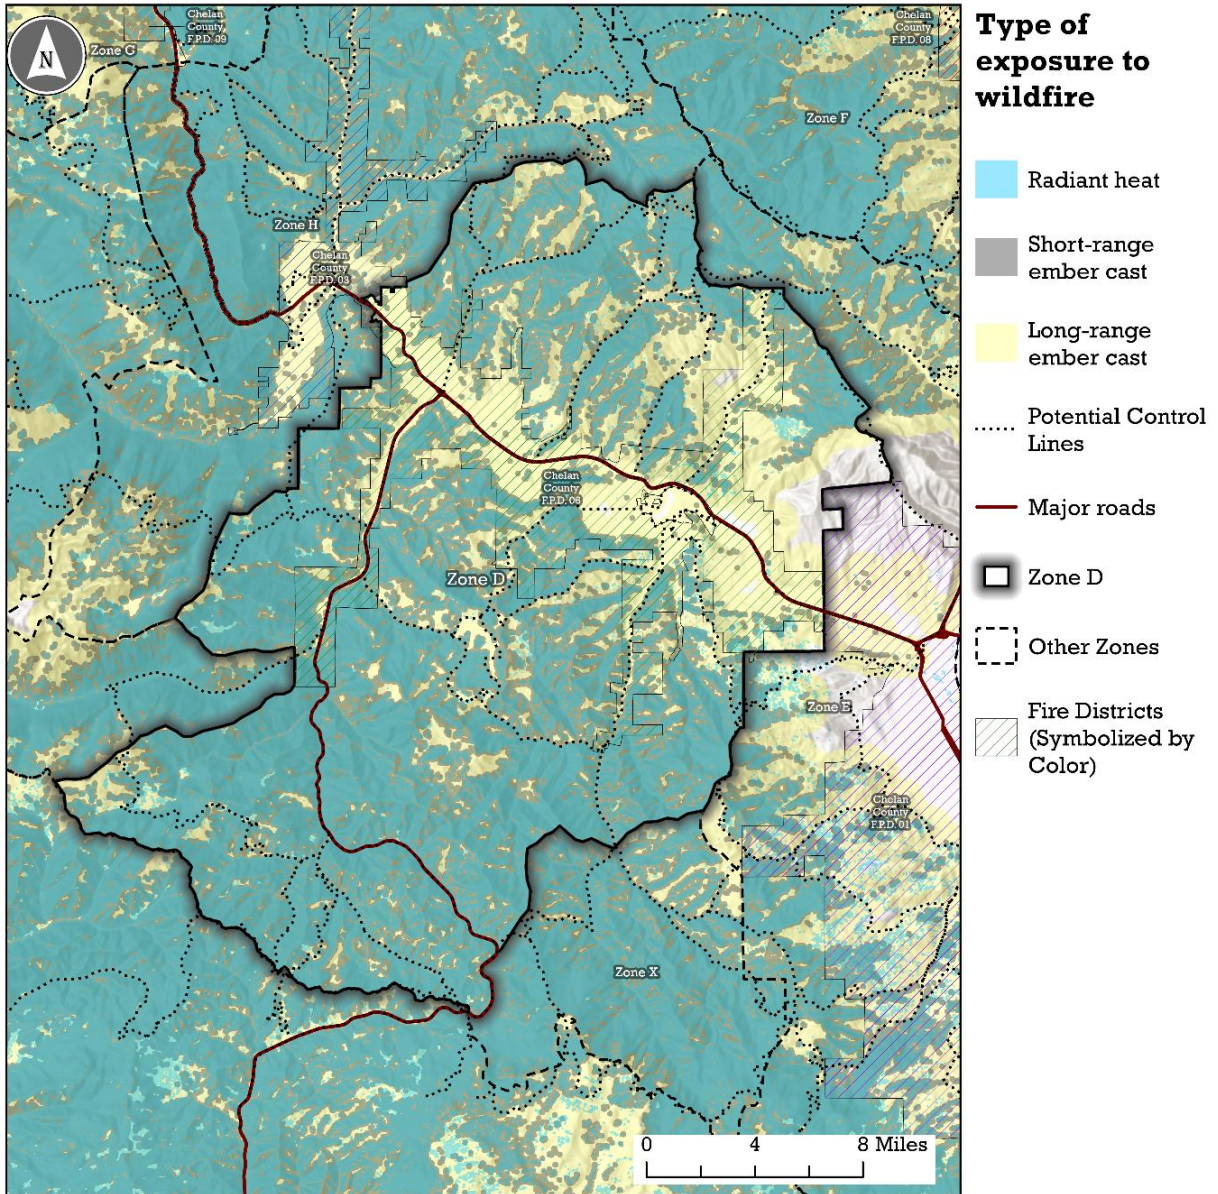 Chelan
County
F.P.D. 09
Chelan
County
F.P.D. 08
Zone G
N
Zone F
Zone H
Chelan
County
F.P.D. 03
Chelan
County
F.P.D. 06
Zone D
Zone E
Chelan
County
F.P.D. 01
Zone X
0 4 8 Miles
Type of
exposure to
wildfire
Radiant heat
Short-range
ember cast
Long-range
ember cast
Potential Control
Lines
Major roads
Zone D
Other Zones
Fire Districts
(Symbolized by
Color)